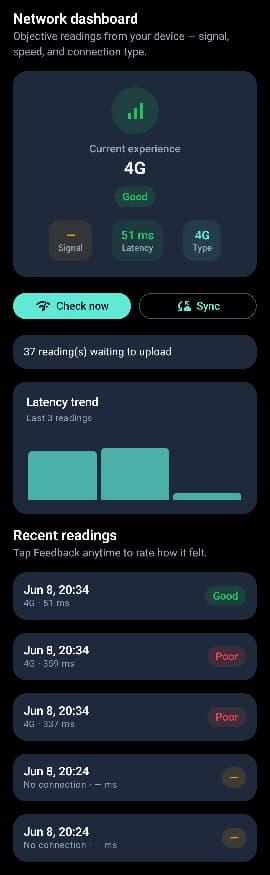 Network dashboard
Objective readings from your device — signal,
speed, and connection type.
Current experience
4G
Good
— 51 ms 4G
Signal Latency Type
Check now Sync
37 reading(s) waiting to upload
Latency trend
Last 3 readings
Recent readings
Tap Feedback anytime to rate how it felt.
Jun 8, 20:34
4G · 51 ms
Good
Jun 8, 20:34
4G · 359 ms
Poor
Jun 8, 20:34
4G · 337 ms
Poor
Jun 8, 20:24
No connection · — ms
—
Jun 8, 20:24
No connection · — ms
—